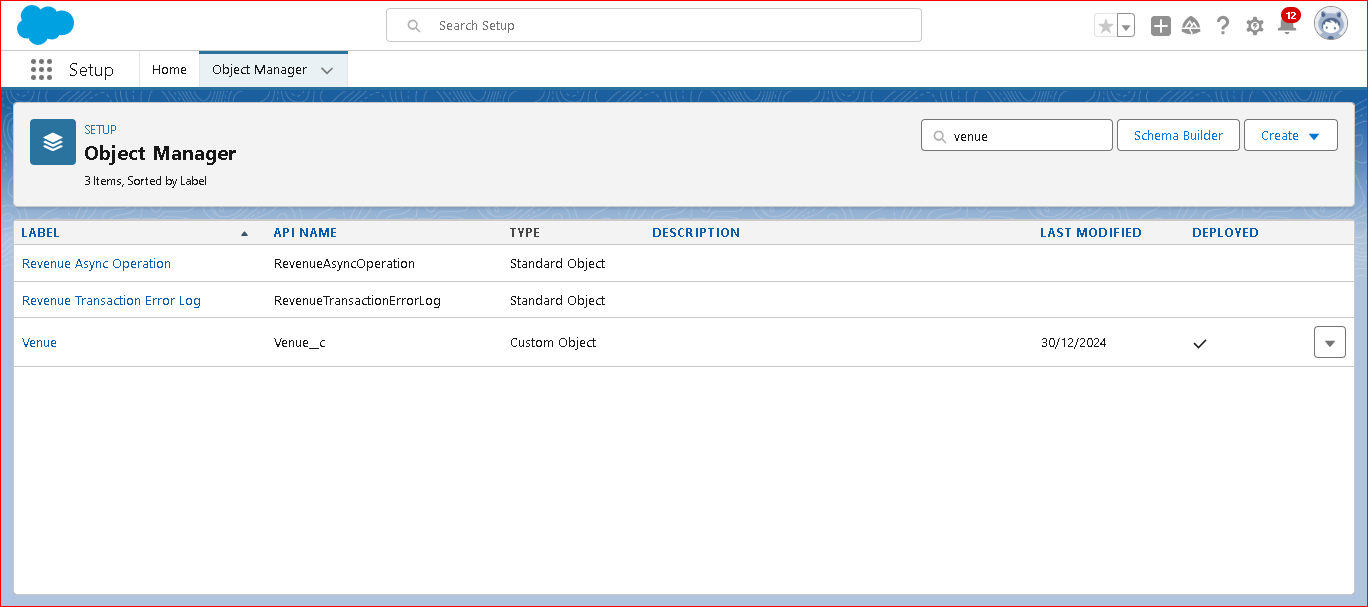 Search Setup
12
Setup
Home
Object Manager
SETUP
Object Manager
3 Items, Sorted by Label
venue
Schema Builder
Create
LABEL API NAME TYPE DESCRIPTION LAST MODIFIED DEPLOYED
Revenue Async Operation RevenueAsyncOperation Standard Object
Revenue Transaction Error Log RevenueTransactionErrorLog Standard Object
Venue Venue__c Custom Object 30/12/2024